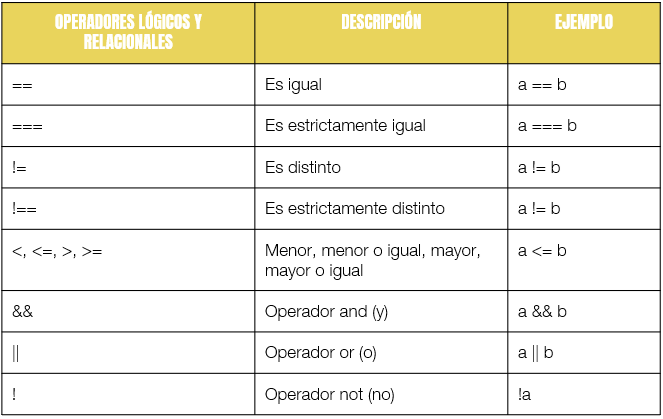 OPERADORES LÓGICOS Y
RELACIONALES
DESCRIPCIÓN
EJEMPLO
==
Es igual
a == b
===
Es estrictamente igual
a === b
!=
Es distinto
a != b
!==
Es estrictamente distinto
a != b
<, <=, >, >=
Menor, menor o igual, mayor,
mayor o igual
a <= b
&&
Operador and (y)
a && b
||
Operador or (o)
a || b
!
Operador not (no)
!a